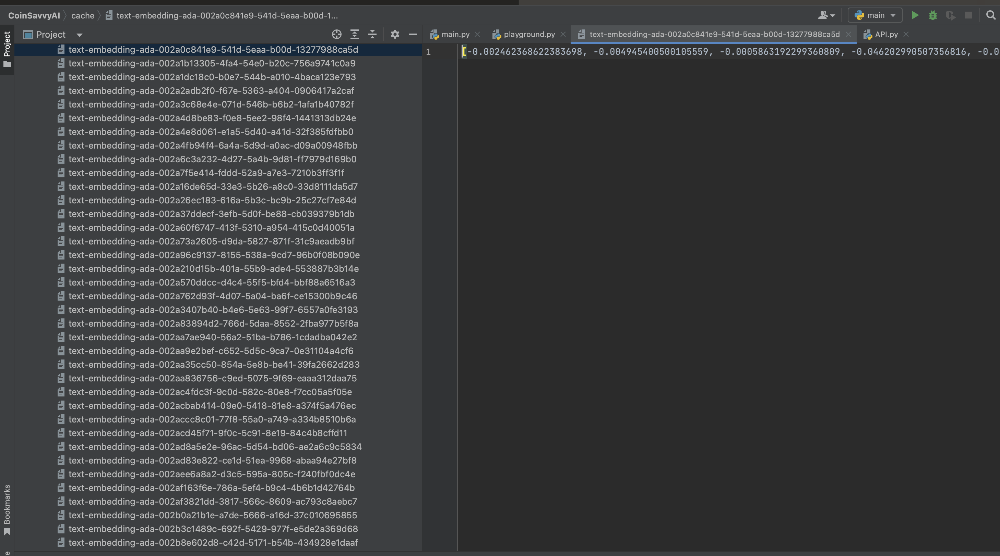 CoinSavvyAI cache text-embedding-ada-002a0c841e9-541d-5eaa-b00d-1... main
Project Project main.py playground.py text-embedding-ada-002a0c841e9-541d-5eaa-b00d-13277988ca5d API.py
text-embedding-ada-002a0c841e9-541d-5eaa-b00d-13277988ca5d
1 [-0.002462368622383698, -0.004945400500105559, -0.0005863192299360809, -0.046202990507356816, -0.0
text-embedding-ada-002a1b13305-4fa4-54e0-b20c-756a9741c0a9
text-embedding-ada-002a1dc18c0-b0e7-544b-a010-4baca123e793
text-embedding-ada-002a2adb2f0-f67e-5363-a404-0906417a2caf
text-embedding-ada-002a3c68e4e-071d-546b-b6b2-1afa1b40782f
text-embedding-ada-002a4d8be83-f0e8-5ee2-98f4-1441313db24e
text-embedding-ada-002a4e8d061-e1a5-5d40-a41d-32f385fdfbb0
text-embedding-ada-002a4fb94f4-6a4a-5d9d-a0ac-d09a00948fbb
text-embedding-ada-002a6c3a232-4d27-5a4b-9d81-ff7979d169b0
text-embedding-ada-002a7f5e414-fddd-52a9-a7e3-7210b3ff3f1f
text-embedding-ada-002a16de65d-33e3-5b26-a8c0-33d8111da5d7
text-embedding-ada-002a26ec183-616a-5b3c-bc9b-25c27cf7e84d
text-embedding-ada-002a37ddecf-3efb-5d0f-be88-cb039379b1db
text-embedding-ada-002a60f6747-413f-5310-a954-415c0d40051a
text-embedding-ada-002a73a2605-d9da-5827-871f-31c9aeadb9bf
text-embedding-ada-002a96c9137-8155-538a-9cd7-96b0f08b090e
text-embedding-ada-002a210d15b-401a-55b9-ade4-553887b3b14e
text-embedding-ada-002a570ddcc-d4c4-55f5-bfd4-bbf88a6516a3
text-embedding-ada-002a762d93f-4d07-5a04-ba6f-ce15300b9c46
text-embedding-ada-002a3407b40-b4e6-5e63-99f7-6557a0fe3193
text-embedding-ada-002a83894d2-766d-5daa-8552-2fba977b5f8a
text-embedding-ada-002aa7ae940-56a2-51ba-b786-1cdadba042e2
text-embedding-ada-002aa9e2bef-c652-5d5c-9ca7-0e31104a4cf6
text-embedding-ada-002aa35cc50-854a-5e8b-be41-39fa2662d283
text-embedding-ada-002aa836756-c9ed-5075-9f69-eaaa312daa75
text-embedding-ada-002ac4fdc3f-9c0d-582c-80e8-f7cc05a5f05e
text-embedding-ada-002acbab414-09e0-5418-81e8-a374f5a476ec
text-embedding-ada-002accc8c01-77f8-55a0-a749-a334b8510b6a
text-embedding-ada-002acd45f71-9f0c-5c91-8e19-84c4b8cffd11
text-embedding-ada-002ad8a5e2e-96ac-5d54-bd06-ae2a6c9c5834
text-embedding-ada-002ad83e822-ce1d-51ea-9968-abaa94e27bf8
text-embedding-ada-002aee6a8a2-d3c5-595a-805c-f240fbf0dc4e
text-embedding-ada-002af163f6e-786a-5ef4-b9c4-4b6b1d42764b
text-embedding-ada-002af3821dd-3817-566c-8609-ac793c8aebc7
text-embedding-ada-002b0a21b1e-a7de-5666-a16d-37c010695855
text-embedding-ada-002b3c1489c-692f-5429-977f-e5de2a369d68
text-embedding-ada-002b8e602d8-c42d-5171-b54b-434928e1daaf
Bookmarks